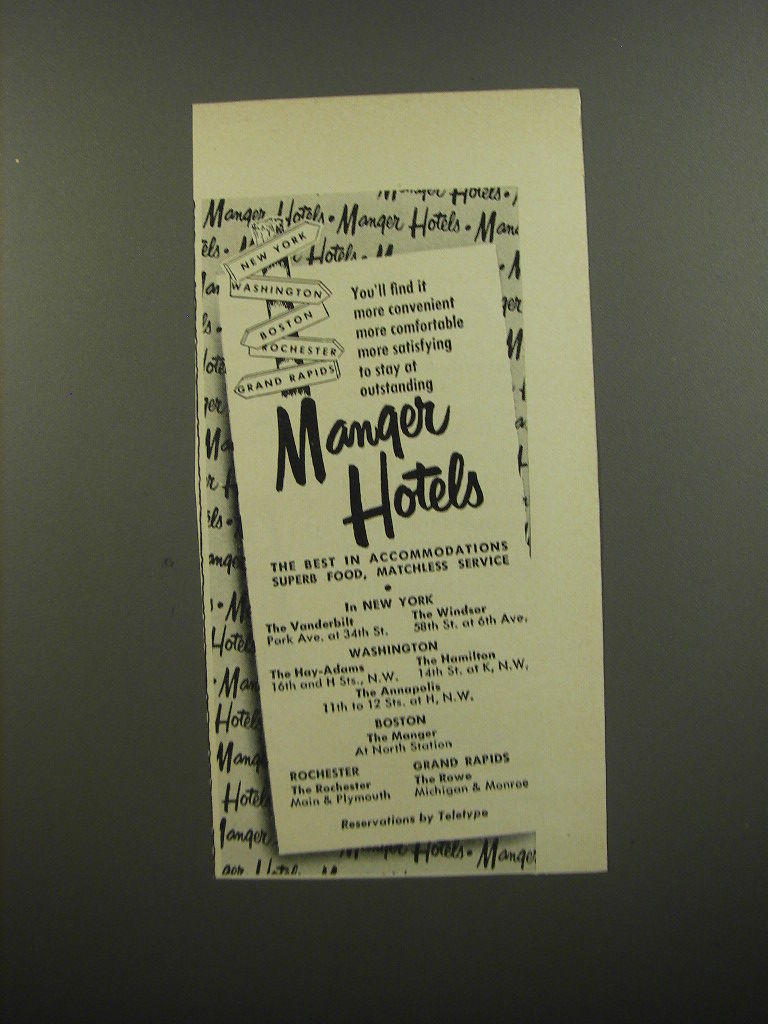 Manger Hotels •
Manger Hotels • Manger Hotels • Man
NEW YORK
WASHINGTON
BOSTON
ROCHESTER
GRAND RAPIDS
You'll find it
more convenient
more comfortable
more satisfying
to stay at
outstanding
Manger
Hotels
THE BEST IN ACCOMMODATIONS
SUPERB FOOD, MATCHLESS SERVICE
•
In NEW YORK
The Vanderbilt
Park Ave. at 34th St.
The Windsor
58th St. at 6th Ave.
WASHINGTON
The Hay-Adams
16th and H Sts., N.W.
The Hamilton
14th St. at K, N.W.
The Annapolis
11th to 12 Sts. at H, N.W.
BOSTON
The Manger
At North Station
ROCHESTER
The Rochester
Main & Plymouth
GRAND RAPIDS
The Rowe
Michigan & Monroe
Reservations by Teletype
Hotels • Manger